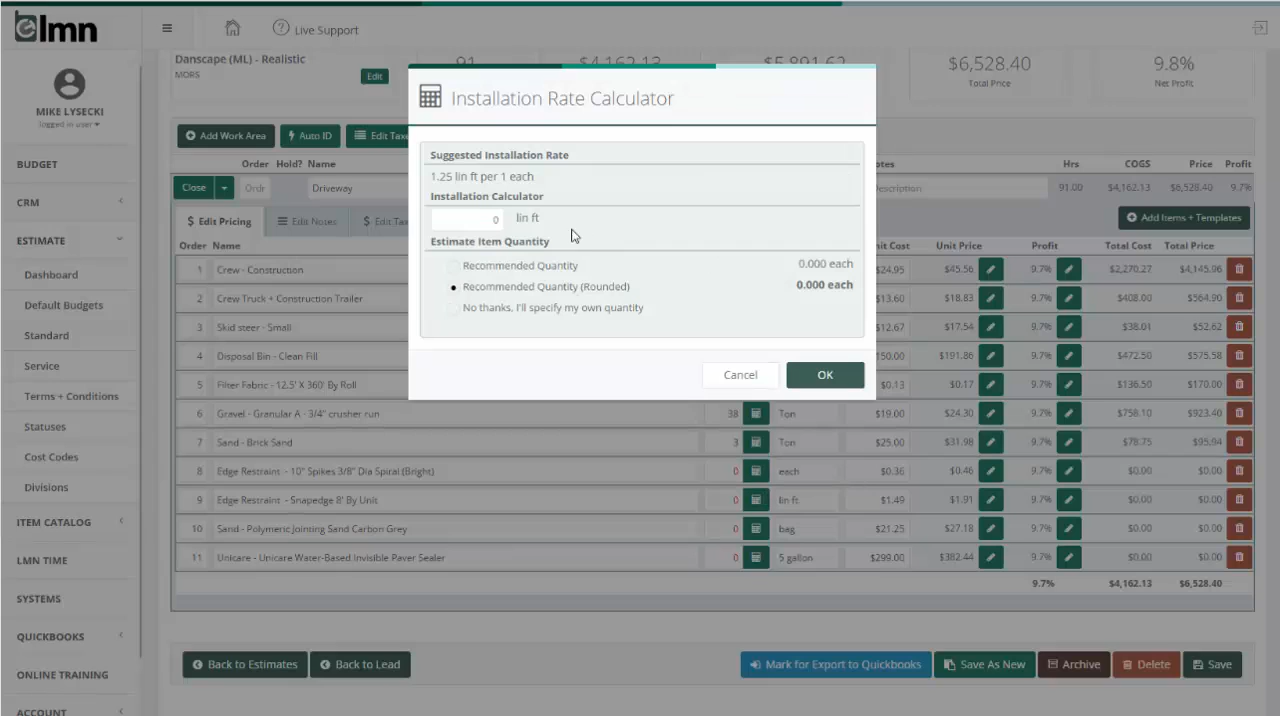 lmn
Live Support
MIKE LYSECKI
logged in user
BUDGET
CRM
ESTIMATE
Dashboard
Default Budgets
Standard
Service
Terms + Conditions
Statuses
Cost Codes
Divisions
ITEM CATALOG
LMN TIME
SYSTEMS
QUICKBOOKS
ONLINE TRAINING
ACCOUNT
Danscape (ML) - Realistic
MORS
Edit
91
$4,162.13
$5,891.62
$6,528.40
Total Price
9.8%
Net Profit
Add Work Area
Auto ID
Edit Taxe
Order Hold? Name
otes Hrs COGS Price Profit
Close Ordr Driveway
Description 91.00 $4,162.13 $6,528.40 9.7%
$ Edit Pricing Edit Notes $ Edit Tax
Add Items + Templates
Order Name nit Cost Unit Price Profit Total Cost Total Price
1 Crew - Construction $24.95 $45.56 9.7% $2,270.27 $4,145.96
2 Crew Truck + Construction Trailer $13.60 $18.83 9.7% $408.00 $564.90
3 Skid steer - Small $12.67 $17.54 9.7% $38.01 $52.62
4 Disposal Bin - Clean Fill 150.00 $191.86 9.7% $472.50 $575.58
5 Filter Fabric - 12.5' X 360' By Roll $0.13 $0.17 9.7% $136.50 $170.00
6 Gravel - Granular A - 3/4" crusher run 38 Ton $19.00 $24.30 9.7% $758.10 $923.40
7 Sand - Brick Sand 3 Ton $25.00 $31.98 9.7% $78.75 $95.94
8 Edge Restraint - 10" Spikes 3/8" Dia Spiral (Bright) 0 each $0.36 $0.46 9.7% $0.00 $0.00
9 Edge Restraint - Snapedge 8' By Unit 0 lin ft $1.49 $1.91 9.7% $0.00 $0.00
10 Sand - Polymeric Jointing Sand Carbon Grey 0 bag $21.25 $27.18 9.7% $0.00 $0.00
11 Unicare - Unicare Water-Based Invisible Paver Sealer 0 5 gallon $299.00 $382.44 9.7% $0.00 $0.00
9.7% $4,162.13 $6,528.40
Installation Rate Calculator
Suggested Installation Rate
1.25 lin ft per 1 each
Installation Calculator
0 lin ft
Estimate Item Quantity
Recommended Quantity 0.000 each
Recommended Quantity (Rounded) 0.000 each
No thanks, I'll specify my own quantity
Cancel
OK
Back to Estimates
Back to Lead
Mark for Export to Quickbooks
Save As New
Archive
Delete
Save